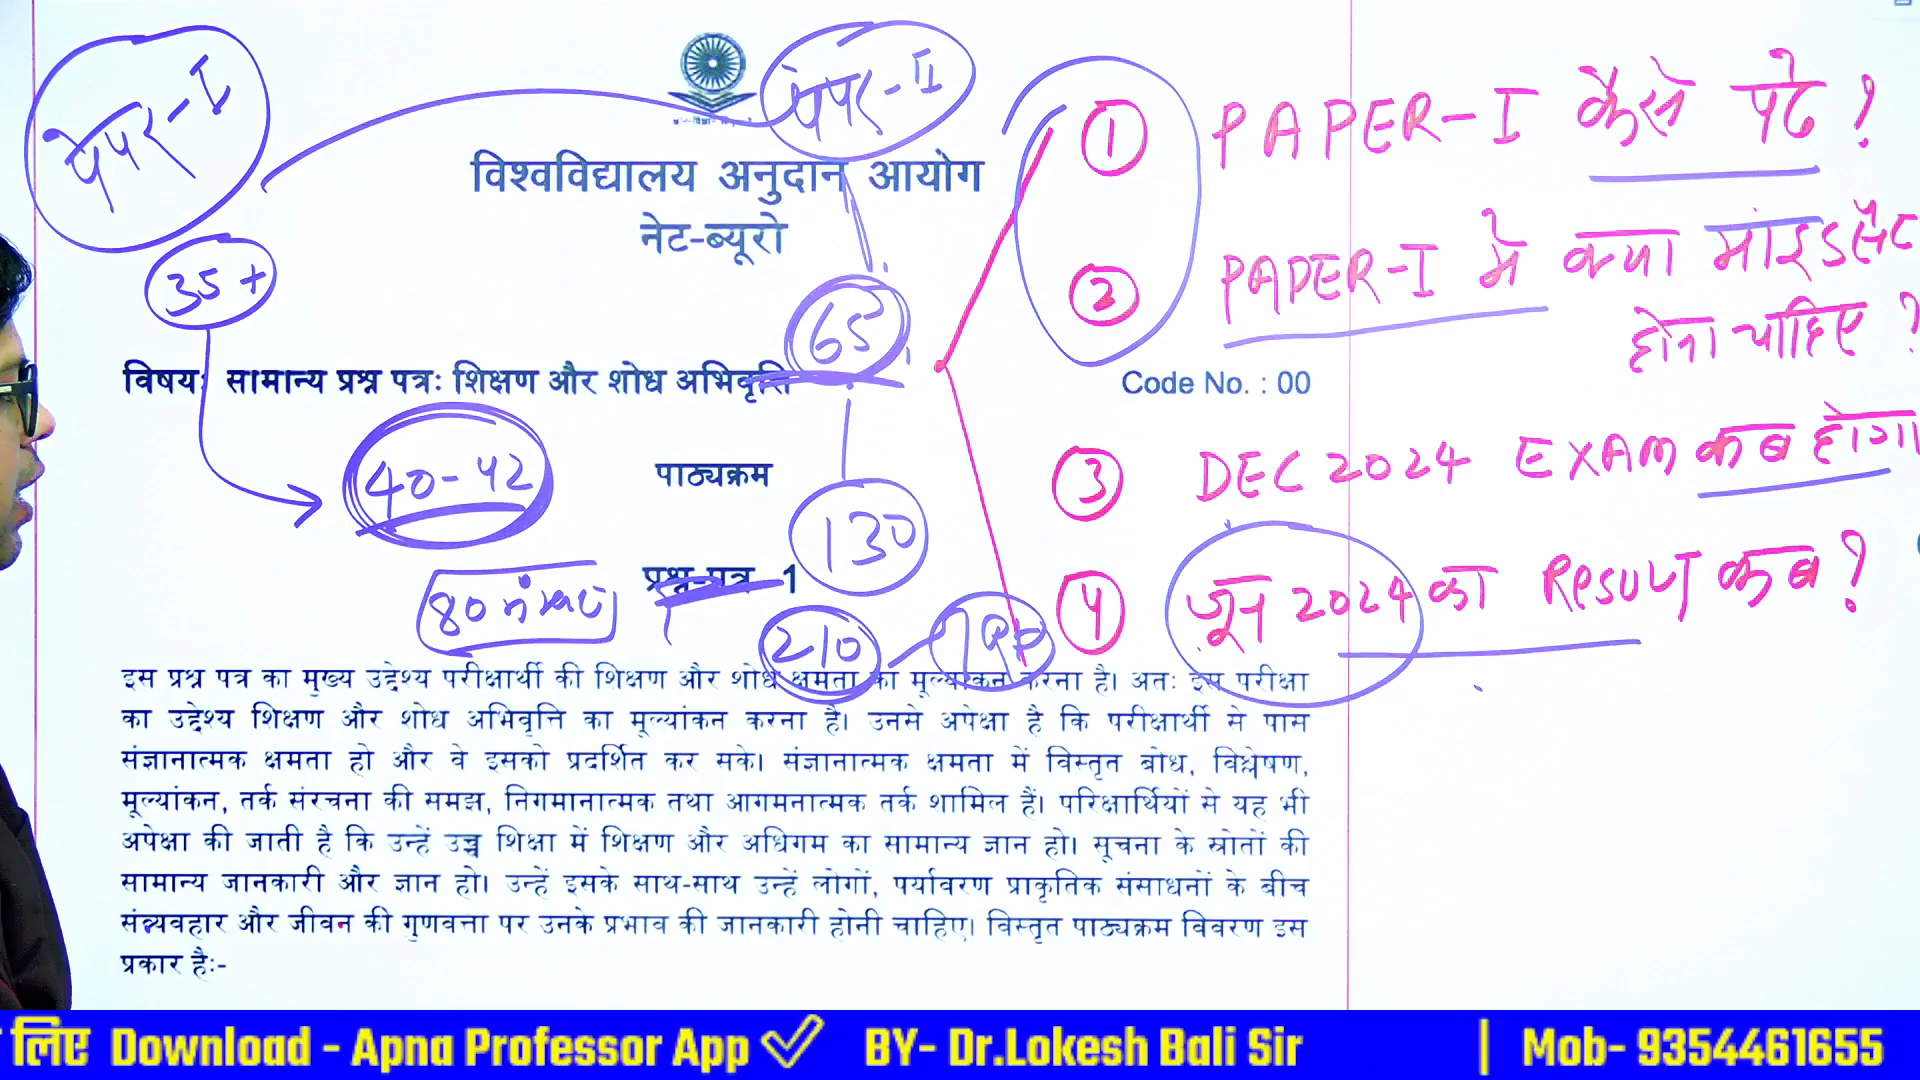 पेपर-I
पेपर-II
35+
40-42
80 नंबर
65
130
210
विश्वविद्यालय अनुदान आयोग
नेट-ब्यूरो
विषयः सामान्य प्रश्न पत्रः शिक्षण और शोध अभिवृत्ति
Code No. : 00
पाठ्यक्रम
प्रश्न-पत्र 1
① PAPER-I कैसे पढे ?
② PAPER-I में क्या माइंडसैट
होना चाहिए ?
③ DEC 2024 EXAM कब होगा
④ जून 2024 का Result कब ?
इस प्रश्न पत्र का मुख्य उद्देश्य परीक्षार्थी की शिक्षण और शोध क्षमता का मूल्यांकन करना है। अतः इस परीक्षा
का उद्देश्य शिक्षण और शोध अभिवृत्ति का मूल्यांकन करना है। उनसे अपेक्षा है कि परीक्षार्थी से पास
संज्ञानात्मक क्षमता हो और वे इसको प्रदर्शित कर सके। संज्ञानात्मक क्षमता में विस्तृत बोध, विश्लेषण,
मूल्यांकन, तर्क संरचना की समझ, निगमनात्मक तथा आगमनात्मक तर्क शामिल हैं। परिक्षार्थियों से यह भी
अपेक्षा की जाती है कि उन्हें उच्च शिक्षा में शिक्षण और अधिगम का सामान्य ज्ञान हो। सूचना के स्रोतों की
सामान्य जानकारी और ज्ञान हो। उन्हें इसके साथ-साथ उन्हें लोगों, पर्यावरण प्राकृतिक संसाधनों के बीच
संव्यवहार और जीवन की गुणवत्ता पर उनके प्रभाव की जानकारी होनी चाहिए। विस्तृत पाठ्यक्रम विवरण इस
प्रकार हैः-
लिए Download - Apna Professor App ✓ BY- Dr.Lokesh Bali Sir | Mob- 9354461655